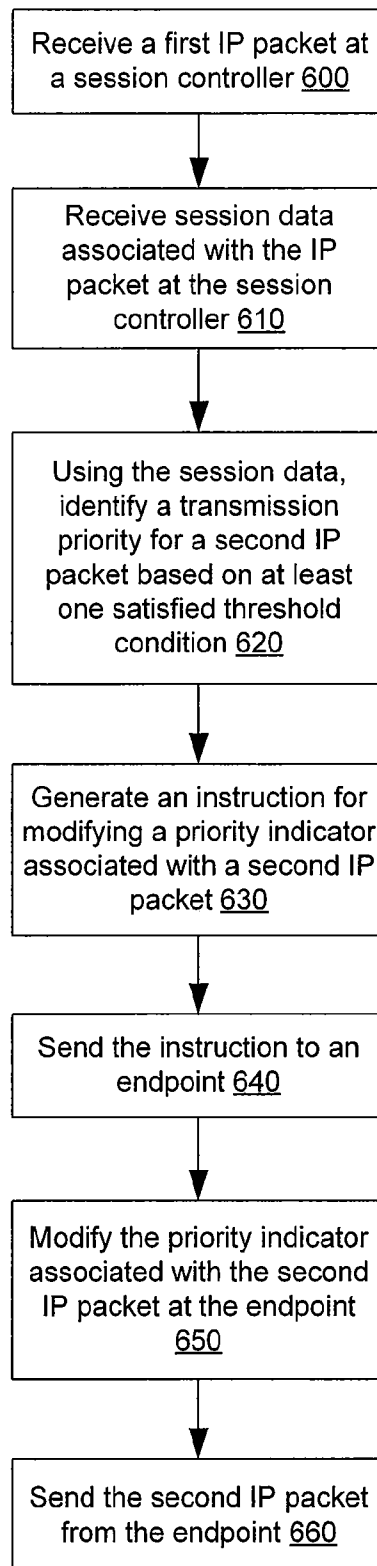 Receive a first IP packet at
a session controller 600
Receive session data
associated with the IP
packet at the session
controller 610
Using the session data,
identify a transmission
priority for a second IP
packet based on at least
one satisfied threshold
condition 620
Generate an instruction for
modifying a priority indicator
associated with a second IP
packet 630
Send the instruction to an
endpoint 640
Modify the priority indicator
associated with the second
IP packet at the endpoint
650
Send the second IP packet
from the endpoint 660